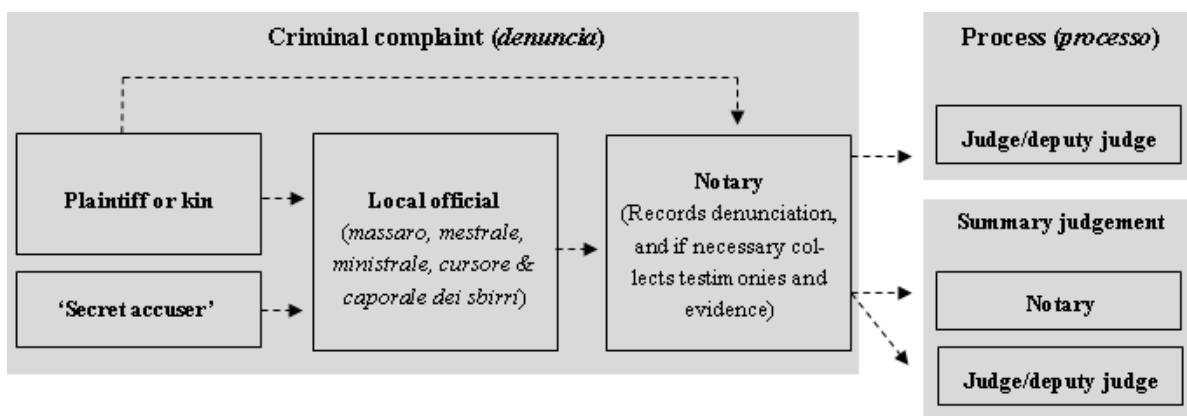 Criminal complaint (denuncia)
Process (processo)
Judge/deputy judge
Plaintiff or kin
Local official
(massaro, mestrale,
ministrale, cursore &
caporale dei sbirri)
Notary
(Records denunciation,
and if necessary col-
lects testimonies and
evidence)
‘Secret accuser’
Summary judgement
Notary
Judge/deputy judge